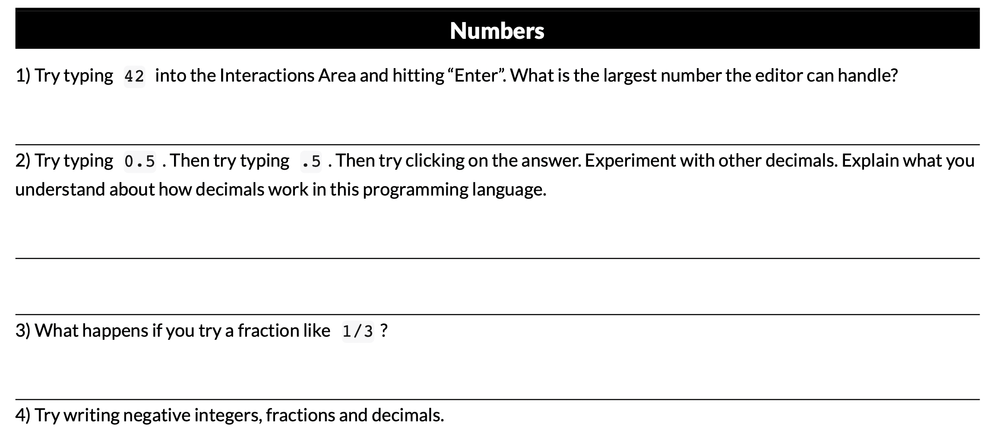 Numbers
1) Try typing 42 into the Interactions Area and hitting “Enter”. What is the largest number the editor can handle?
2) Try typing 0.5 . Then try typing .5 . Then try clicking on the answer. Experiment with other decimals. Explain what you
understand about how decimals work in this programming language.
3) What happens if you try a fraction like 1/3 ?
4) Try writing negative integers, fractions and decimals.